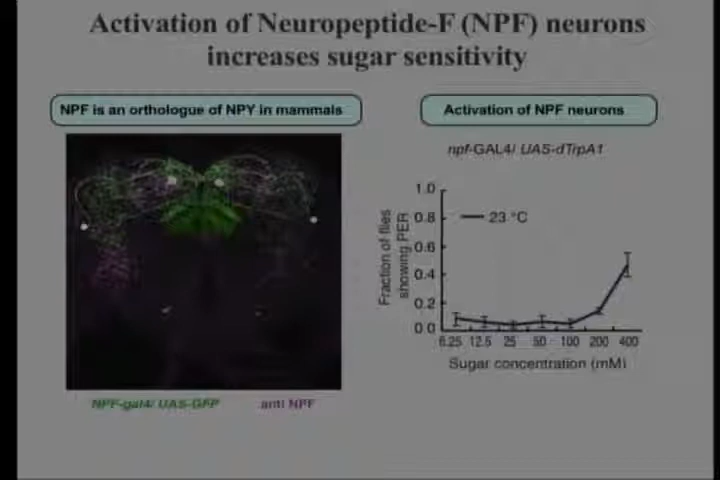 Activation of Neuropeptide-F (NPF) neurons
increases sugar sensitivity
NPF is an orthologue of NPY in mammals
Activation of NPF neurons
npf-GAL4/ UAS-dTrpA1
1.0
0.8
0.6
0.4
0.2
0.0
23 °C
Fraction of flies
showing PER
6.25 12.5 25 50 100 200 400
Sugar concentration (mM)
NPF-gal4/ UAS-GFP
anti NPF